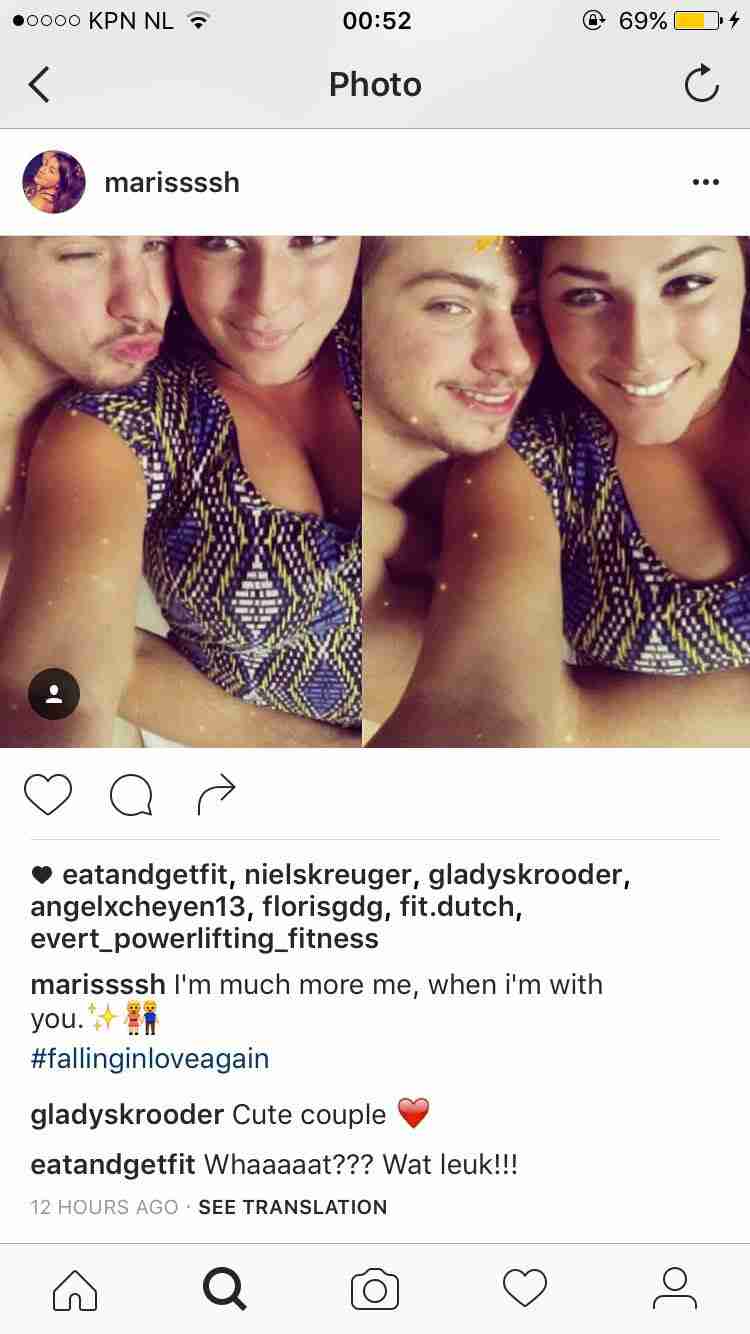 KPN NL 00:52 69%
Photo
marissssh
eatandgetfit, nielskreuger, gladyskrooder,
angelxcheyen13, florisgdg, fit.dutch,
evert_powerlifting_fitness
marissssh I'm much more me, when i'm with
you.✨👫
#fallinginloveagain
gladyskrooder Cute couple ❤️
eatandgetfit Whaaaaat??? Wat leuk!!!
12 HOURS AGO · SEE TRANSLATION